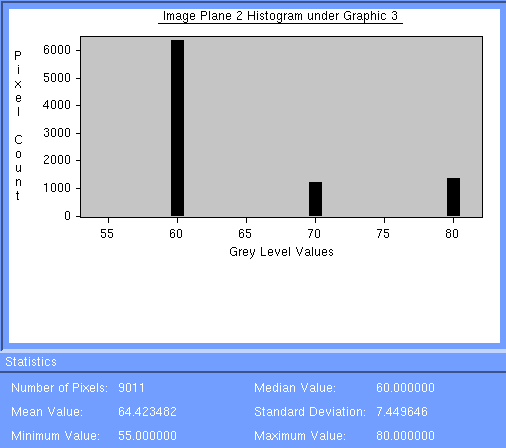 Image Plane 2 Histogram under Graphic 3
Pixel Count
6000
5000
4000
3000
2000
1000
0
55 60 65 70 75 80
Grey Level Values
Statistics
Number of Pixels: 9011 Median Value: 60.000000
Mean Value: 64.423482 Standard Deviation: 7.449646
Minimum Value: 55.000000 Maximum Value: 80.000000